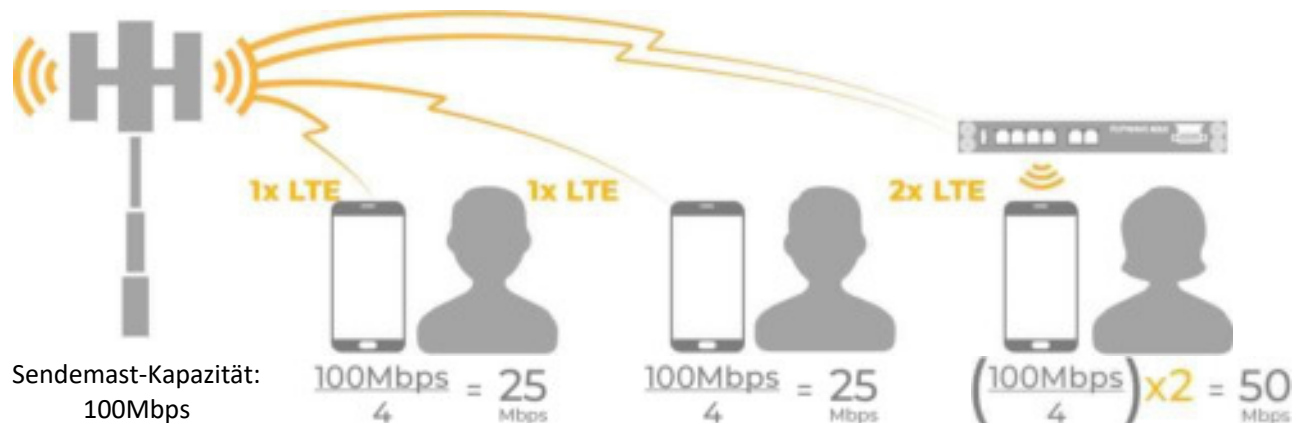 1x LTE
1x LTE
2x LTE
Sendemast-Kapazität:
100Mbps
100Mbps
4
= 25
Mbps
100Mbps
4
= 25
Mbps
(100Mbps
4
) x2 = 50
Mbps